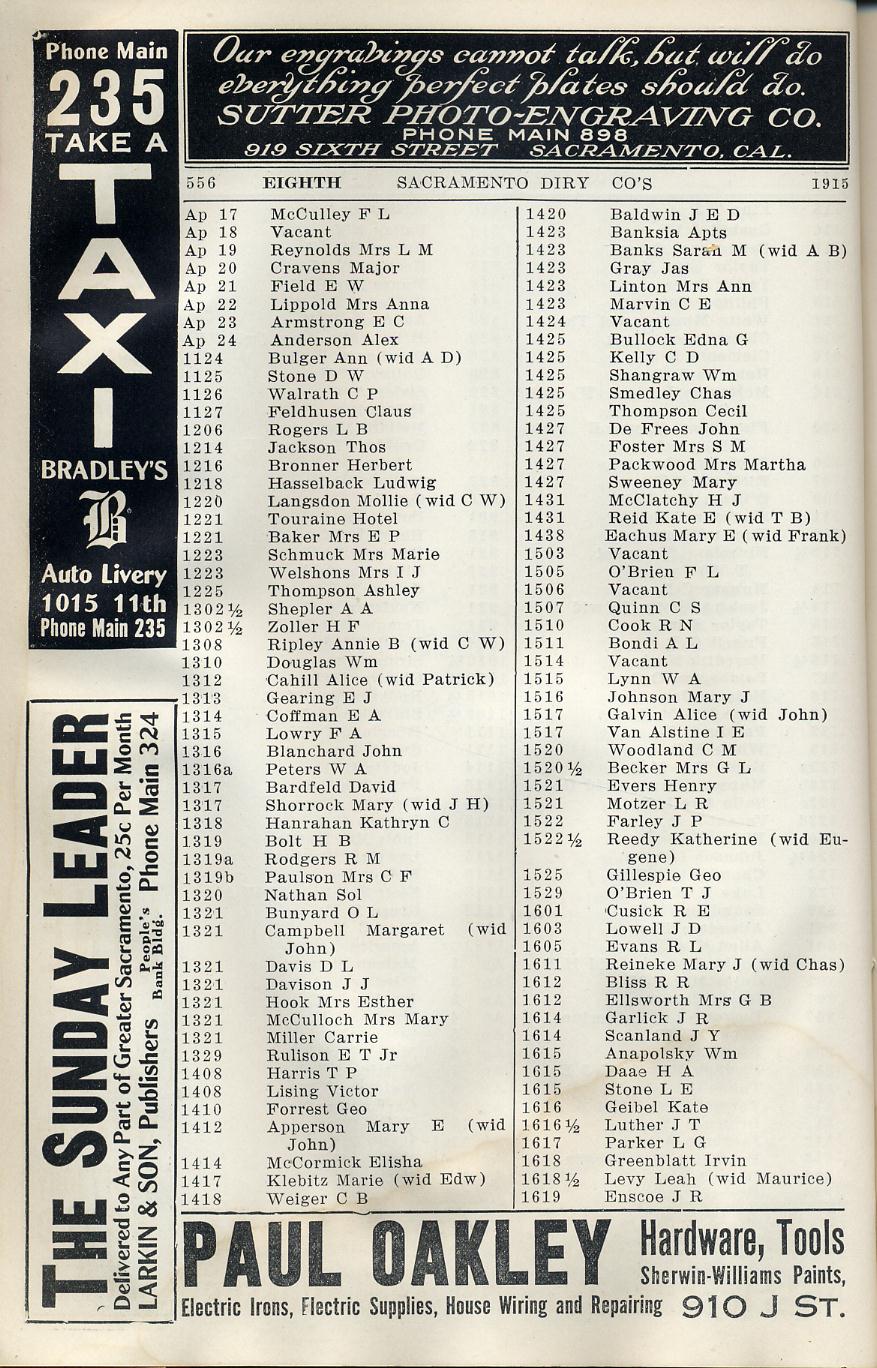 Phone Main
235
TAKE A
TAXI
BRADLEY'S
B
Auto Livery
1015 11th
Phone Main 235
THE SUNDAY LEADER
Delivered to Any Part of Greater Sacramento, 25c Per Month
LARKIN & SON, Publishers People's Bank Bldg. Phone Main 324
Our engravings cannot talk, but will do
everything perfect plates should do.
SUTTER PHOTO-ENGRAVING CO.
PHONE MAIN 898
919 SIXTH STREET SACRAMENTO, CAL.
556 EIGHTH SACRAMENTO DIRY CO'S 1915
Ap 17 McCulley F L
Ap 18 Vacant
Ap 19 Reynolds Mrs L M
Ap 20 Cravens Major
Ap 21 Field E W
Ap 22 Lippold Mrs Anna
Ap 23 Armstrong E C
Ap 24 Anderson Alex
1124 Bulger Ann (wid A D)
1125 Stone D W
1126 Walrath C P
1127 Feldhusen Claus
1206 Rogers L B
1214 Jackson Thos
1216 Bronner Herbert
1218 Hasselback Ludwig
1220 Langsdon Mollie (wid C W)
1221 Touraine Hotel
1221 Baker Mrs E P
1223 Schmuck Mrs Marie
1223 Welshons Mrs I J
1225 Thompson Ashley
1302½ Shepler A A
1302½ Zoller H F
1308 Ripley Annie B (wid C W)
1310 Douglas Wm
1312 Cahill Alice (wid Patrick)
1313 Gearing E J
1314 Coffman E A
1315 Lowry F A
1316 Blanchard John
1316a Peters W A
1317 Bardfeld David
1317 Shorrock Mary (wid J H)
1318 Hanrahan Kathryn C
1319 Bolt H B
1319a Rodgers R M
1319b Paulson Mrs C F
1320 Nathan Sol
1321 Bunyard O L
1321 Campbell Margaret (wid
John)
1321 Davis D L
1321 Davison J J
1321 Hook Mrs Esther
1321 McCulloch Mrs Mary
1321 Miller Carrie
1329 Rulison E T Jr
1408 Harris T P
1408 Lising Victor
1410 Forrest Geo
1412 Apperson Mary E (wid
John)
1414 McCormick Elisha
1417 Klebitz Marie (wid Edw)
1418 Weiger C B
1420 Baldwin J E D
1423 Banksia Apts
1423 Banks Sarah M (wid A B)
1423 Gray Jas
1423 Linton Mrs Ann
1423 Marvin C E
1424 Vacant
1425 Bullock Edna G
1425 Kelly C D
1425 Shangraw Wm
1425 Smedley Chas
1425 Thompson Cecil
1427 De Frees John
1427 Foster Mrs S M
1427 Packwood Mrs Martha
1427 Sweeney Mary
1431 McClatchy H J
1431 Reid Kate E (wid T B)
1438 Eachus Mary E (wid Frank)
1503 Vacant
1505 O'Brien F L
1506 Vacant
1507 Quinn C S
1510 Cook R N
1511 Bondi A L
1514 Vacant
1515 Lynn W A
1516 Johnson Mary J
1517 Galvin Alice (wid John)
1517 Van Alstine I E
1520 Woodland C M
1520½ Becker Mrs G L
1521 Evers Henry
1521 Motzer L R
1522 Farley J P
1522½ Reedy Katherine (wid Eu-
gene)
1525 Gillespie Geo
1529 O'Brien T J
1601 Cusick R E
1603 Lowell J D
1605 Evans R L
1611 Reineke Mary J (wid Chas)
1612 Bliss R R
1612 Ellsworth Mrs G B
1614 Garlick J R
1614 Scanland J Y
1615 Anapolsky Wm
1615 Daae H A
1615 Stone L E
1616 Geibel Kate
1616½ Luther J T
1617 Parker L G
1618 Greenblatt Irvin
1618½ Levy Leah (wid Maurice)
1619 Enscoe J R
PAUL OAKLEY Hardware, Tools
Sherwin-Williams Paints,
Electric Irons, Electric Supplies, House Wiring and Repairing 910 J ST.